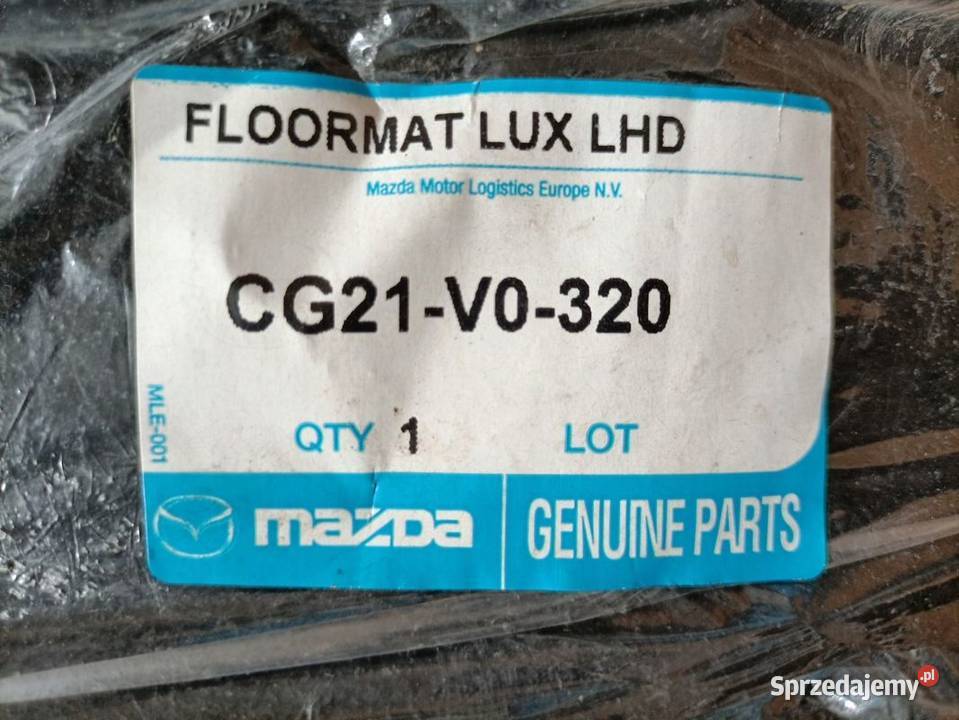 FLOORMAT LUX LHD
Mazda Motor Logistics Europe N.V.
CG21-V0-320
MLE-001
QTY 1 LOT
mazda GENUINE PARTS
Sprzedajemy.pl